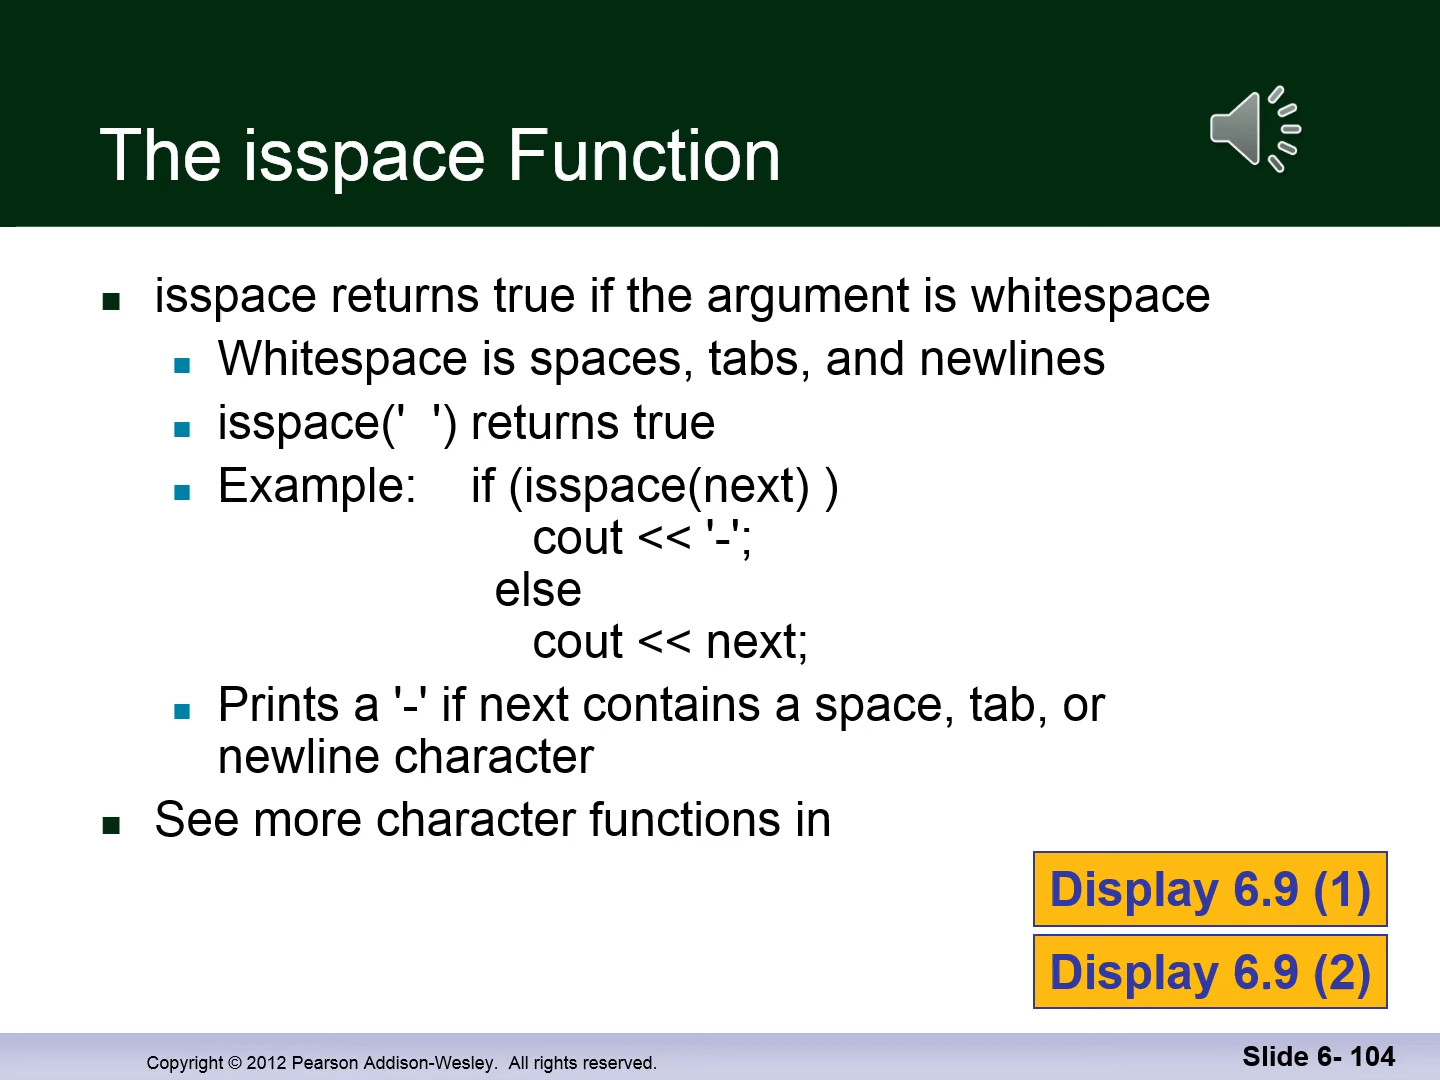 The isspace Function
isspace returns true if the argument is whitespace
Whitespace is spaces, tabs, and newlines
isspace('  ') returns true
Example:    if (isspace(next) )
cout << '-';
else
cout << next;
Prints a '-' if next contains a space, tab, or
newline character
See more character functions in
Display 6.9 (1)
Display 6.9 (2)
Copyright © 2012 Pearson Addison-Wesley.  All rights reserved.
Slide 6- 104